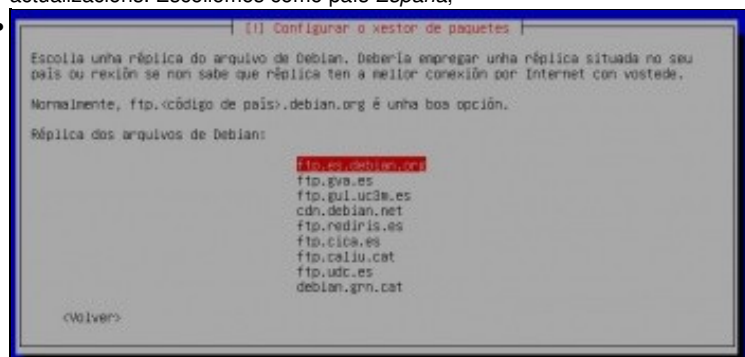 actualizacións. Escollemos como país España,
[!] Configurar o xestor de paquetes
Escolla unha réplica do arquivo de Debian. Debería empregar unha réplica situada no seu
país ou rexión se non sabe que réplica ten a mellor conexión por Internet con vostede.
Normalmente, ftp.<código de país>.debian.org é unha boa opción.
Réplica dos arquivos de Debian:
ftp.es.debian.org
ftp.gva.es
ftp.gul.uc3m.es
cdn.debian.net
ftp.rediris.es
ftp.cica.es
ftp.caliu.cat
ftp.udc.es
debian.grn.cat
<Volver>